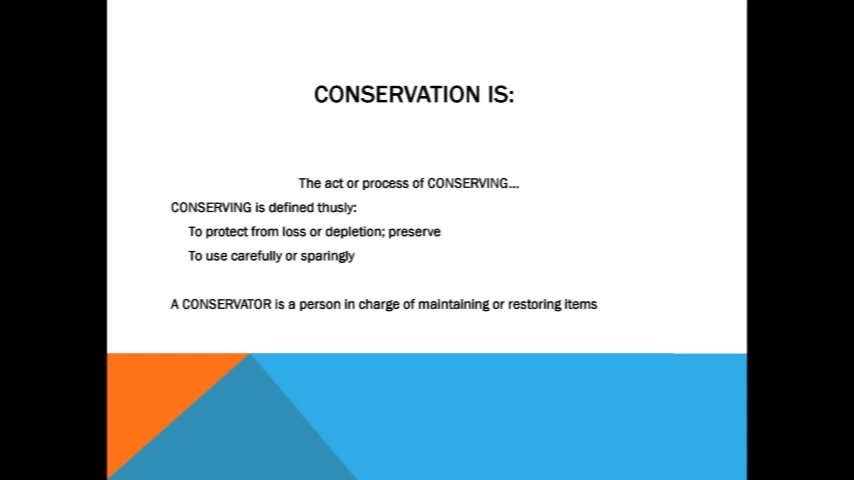 CONSERVATION IS:
The act or process of CONSERVING...
CONSERVING is defined thusly:
To protect from loss or depletion; preserve
To use carefully or sparingly
A CONSERVATOR is a person in charge of maintaining or restoring items